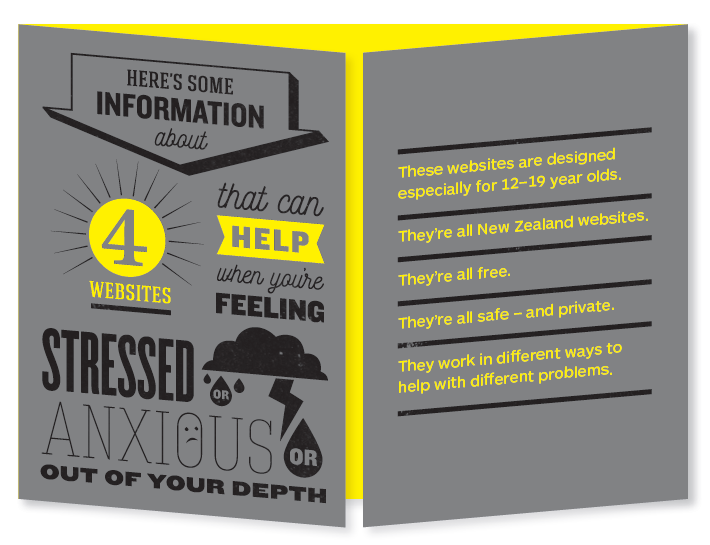 HERE'S SOME
INFORMATION
about
4
WEBSITES
that can
HELP
when you're
FEELING
STRESSED
OR
ANXIOUS
OR
OUT OF YOUR DEPTH
These websites are designed
especially for 12–19 year olds.
They're all New Zealand websites.
They're all free.
They're all safe – and private.
They work in different ways to
help with different problems.